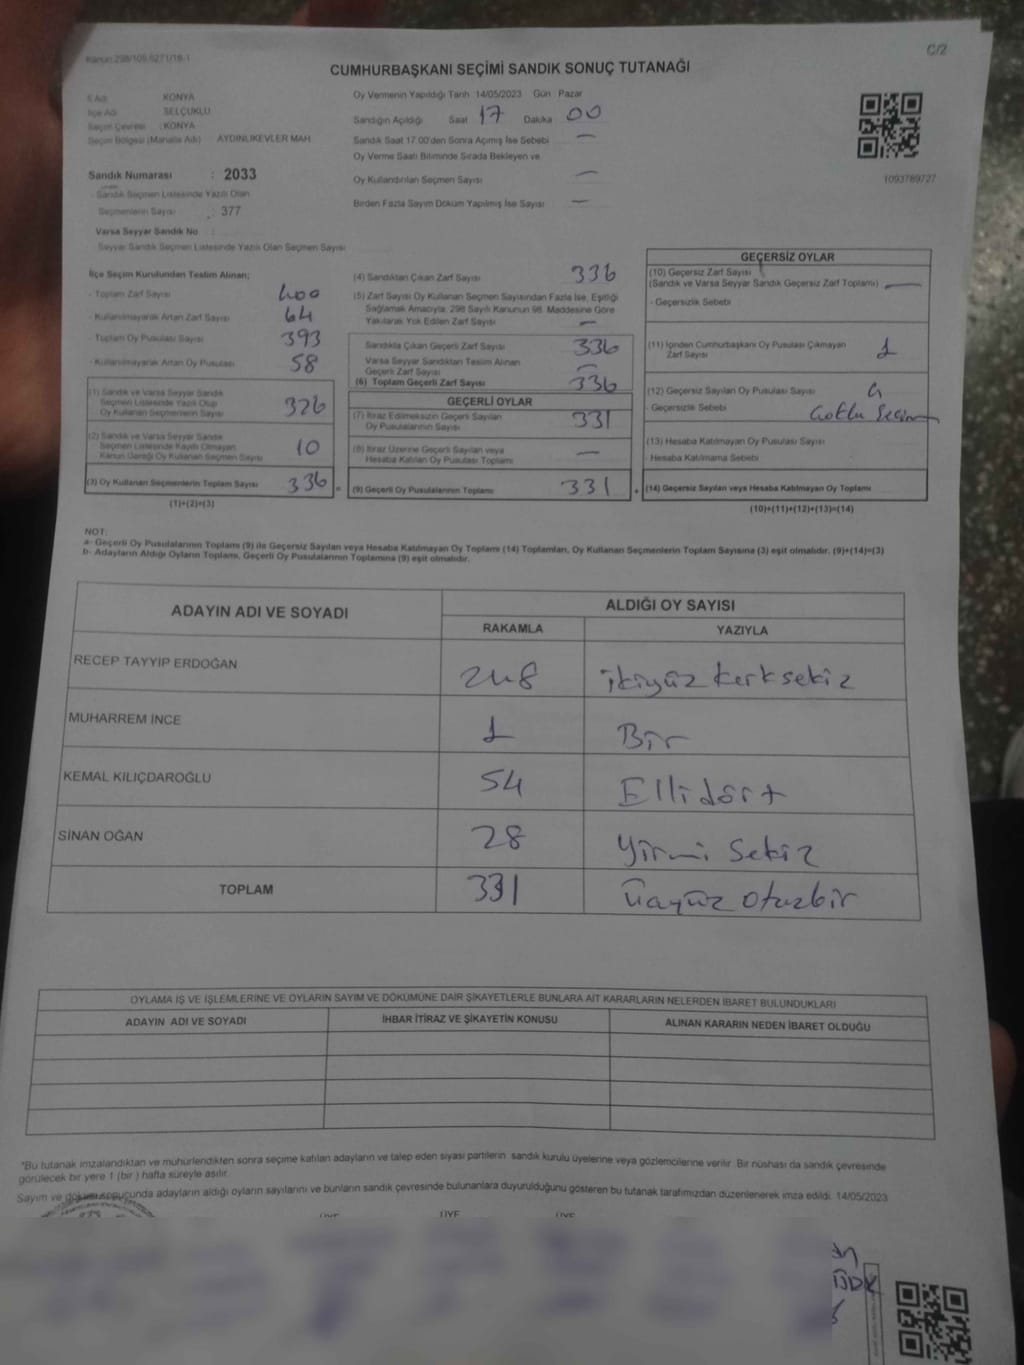 Kanun:298/105,6271/18-1
C/2
CUMHURBAŞKANI SEÇİMİ SANDIK SONUÇ TUTANAĞI
İl Adı : KONYA
İlçe Adı : SELÇUKLU
Seçim Çevresi : KONYA
Seçim Bölgesi (Mahalle Adı) AYDINLIKEVLER MAH.
Sandık Numarası : 2033
- Sandık Seçmen Listesinde Yazılı Olan
Seçmenlerin Sayısı : 377
Varsa Seyyar Sandık No
- Seyyar Sandık Seçmen Listesinde Yazılı Olan Seçmen Sayısı
Oy Vermenin Yapıldığı Tarih :14/05/2023 Gün : Pazar
Sandığın Açıldığı Saat 17 Dakika 00
Sandık Saat 17:00'den Sonra Açılmış İse Sebebi —
Oy Verme Saati Bitiminde Sırada Bekleyen ve
Oy Kullandırılan Seçmen Sayısı —
Birden Fazla Sayım Döküm Yapılmış İse Sayısı —
1093789727
İlçe Seçim Kurulundan Teslim Alınan;
- Toplam Zarf Sayısı 400
- Kullanılmayarak Artan Zarf Sayısı 64
- Toplam Oy Pusulası Sayısı 393
- Kullanılmayarak Artan Oy Pusulası 58
(1) Sandık ve Varsa Seyyar Sandık
Seçmen Listesinde Yazılı Olup
Oy Kullanan Seçmenlerin Sayısı 326
(2) Sandık ve Varsa Seyyar Sandık
Seçmen Listesinde Kayıtlı Olmayan
Kanun Gereği Oy Kullanan Seçmen Sayısı 10
(3) Oy Kullanan Seçmenlerin Toplam Sayısı 336
(1)+(2)=(3)
(4) Sandıktan Çıkan Zarf Sayısı 336
(5) Zarf Sayısı Oy Kullanan Seçmen Sayısından Fazla İse, Eşitliği
Sağlamak Amacıyla; 298 Sayılı Kanunun 98. Maddesine Göre
Yakılarak Yok Edilen Zarf Sayısı —
Sandıkta Çıkan Geçerli Zarf Sayısı 336
Varsa Seyyar Sandıktan Teslim Alınan
Geçerli Zarf Sayısı —
(6) Toplam Geçerli Zarf Sayısı 336
GEÇERLİ OYLAR
(7) İtiraz Edilmeksizin Geçerli Sayılan
Oy Pusulalarının Sayısı 331
(8) İtiraz Üzerine Geçerli Sayılan veya
Hesaba Katılan Oy Pusulası Toplamı —
= (9) Geçerli Oy Pusulalarının Toplamı 331 +
GEÇERSİZ OYLAR
(10) Geçersiz Zarf Sayısı
(Sandık ve Varsa Seyyar Sandık Geçersiz Zarf Toplamı) —
- Geçersizlik Sebebi
(11) İçinden Cumhurbaşkanı Oy Pusulası Çıkmayan
Zarf Sayısı 1
(12) Geçersiz Sayılan Oy Pusulası Sayısı 4
- Geçersizlik Sebebi Çoklu Seçim
(13) Hesaba Katılmayan Oy Pusulası Sayısı
- Hesaba Katılmama Sebebi
(14) Geçersiz Sayılan veya Hesaba Katılmayan Oy Toplamı
(10)+(11)+(12)+(13)=(14)
NOT:
a- Geçerli Oy Pusulalarının Toplamı (9) ile Geçersiz Sayılan veya Hesaba Katılmayan Oy Toplamı (14) Toplamları, Oy Kullanan Seçmenlerin Toplam Sayısına (3) eşit olmalıdır. (9)+(14)=(3)
b- Adayların Aldığı Oyların Toplamı, Geçerli Oy Pusulalarının Toplamına (9) eşit olmalıdır.
ADAYIN ADI VE SOYADI ALDIĞI OY SAYISI
RAKAMLA YAZIYLA
RECEP TAYYİP ERDOĞAN 248 ikiyüz kerk sekiz
MUHARREM İNCE 1 Bir
KEMAL KILIÇDAROĞLU 54 Ellidört
SİNAN OĞAN 28 Yirmi Sekiz
TOPLAM 331 üçyüz otuzbir
OYLAMA İŞ VE İŞLEMLERİNE VE OYLARIN SAYIM VE DÖKÜMÜNE DAİR ŞİKAYETLERLE BUNLARA AİT KARARLARIN NELERDEN İBARET BULUNDUKLARI
ADAYIN ADI VE SOYADI İHBAR İTİRAZ VE ŞİKAYETİN KONUSU ALINAN KARARIN NEDEN İBARET OLDUĞU
*Bu tutanak imzalandıktan ve mühürlendikten sonra seçime katılan adayların ve talep eden siyasi partilerin sandık kurulu üyelerine veya gözlemcilerine verilir. Bir nüshası da sandık çevresinde
görülecek bir yere 1 (bir ) hafta süreyle asılır.
Sayım ve dökümü sonucunda adayların aldığı oyların sayılarını ve bunların sandık çevresinde bulunanlara duyurulduğunu gösteren bu tutanak tarafımızdan düzenlenerek imza edildi. 14/05/2023
ÜYE ÜYE ÜYE